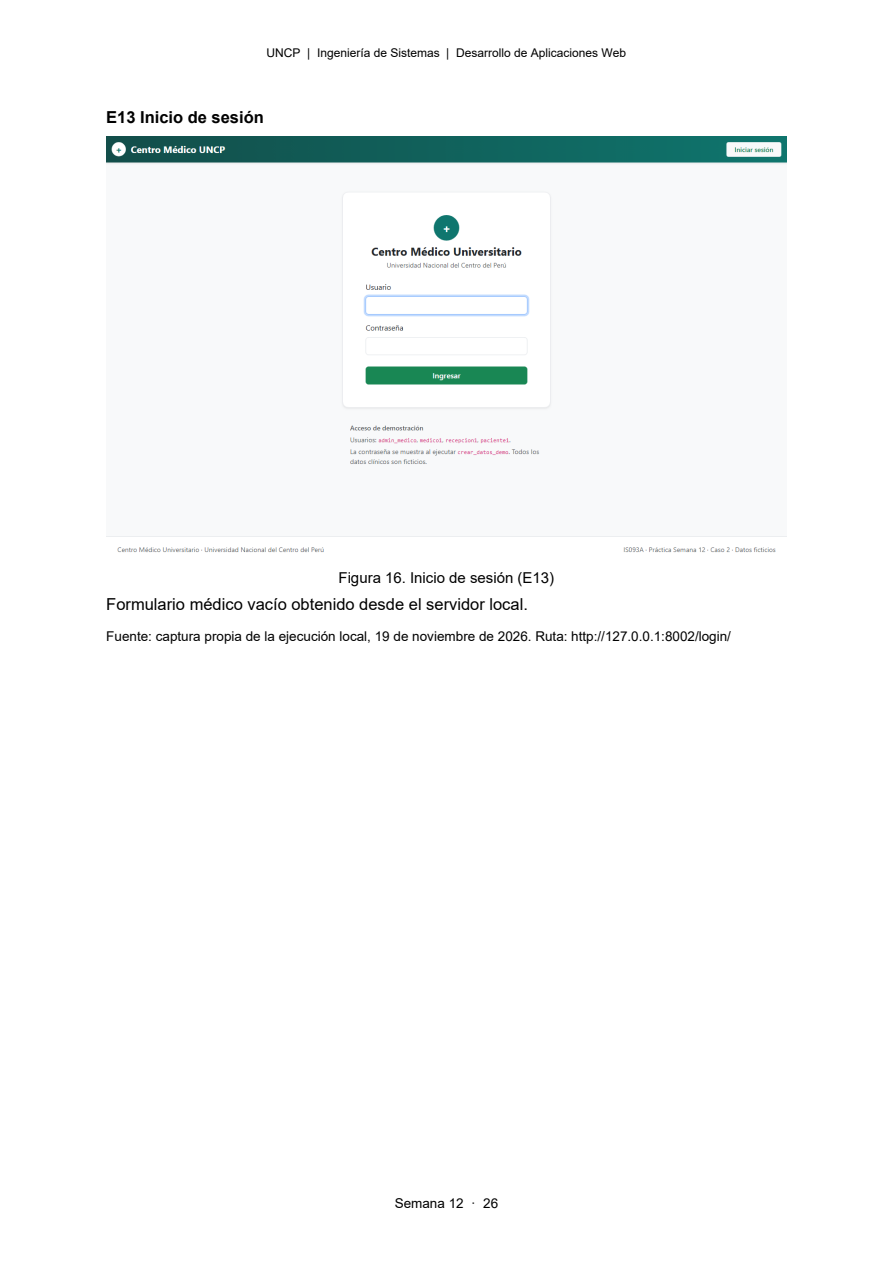 UNCP | Ingeniería de Sistemas | Desarrollo de Aplicaciones Web
E13 Inicio de sesión
+ Centro Médico UNCP
Iniciar sesión
+
Centro Médico Universitario
Universidad Nacional del Centro del Perú
Usuario
Contraseña
Ingresar
Acceso de demostración
Usuarios: admin_medico, medico1, recepcion1, paciente1.
La contraseña se muestra al ejecutar crear_datos_demo. Todos los
datos clínicos son ficticios.
Centro Médico Universitario · Universidad Nacional del Centro del Perú
IS093A · Práctica Semana 12 · Caso 2 · Datos ficticios
Figura 16. Inicio de sesión (E13)
Formulario médico vacío obtenido desde el servidor local.
Fuente: captura propia de la ejecución local, 19 de noviembre de 2026. Ruta: http://127.0.0.1:8002/login/
Semana 12 · 26